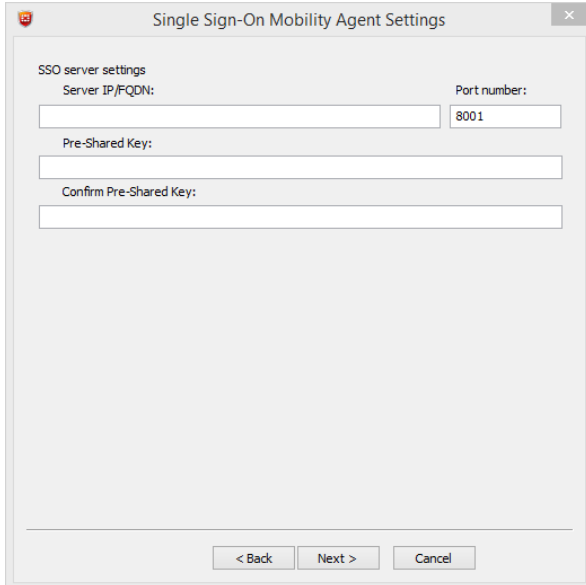 Single Sign-On Mobility Agent Settings
SSO server settings
Server IP/FQDN: Port number:
8001
Pre-Shared Key:
Confirm Pre-Shared Key:
< Back Next > Cancel